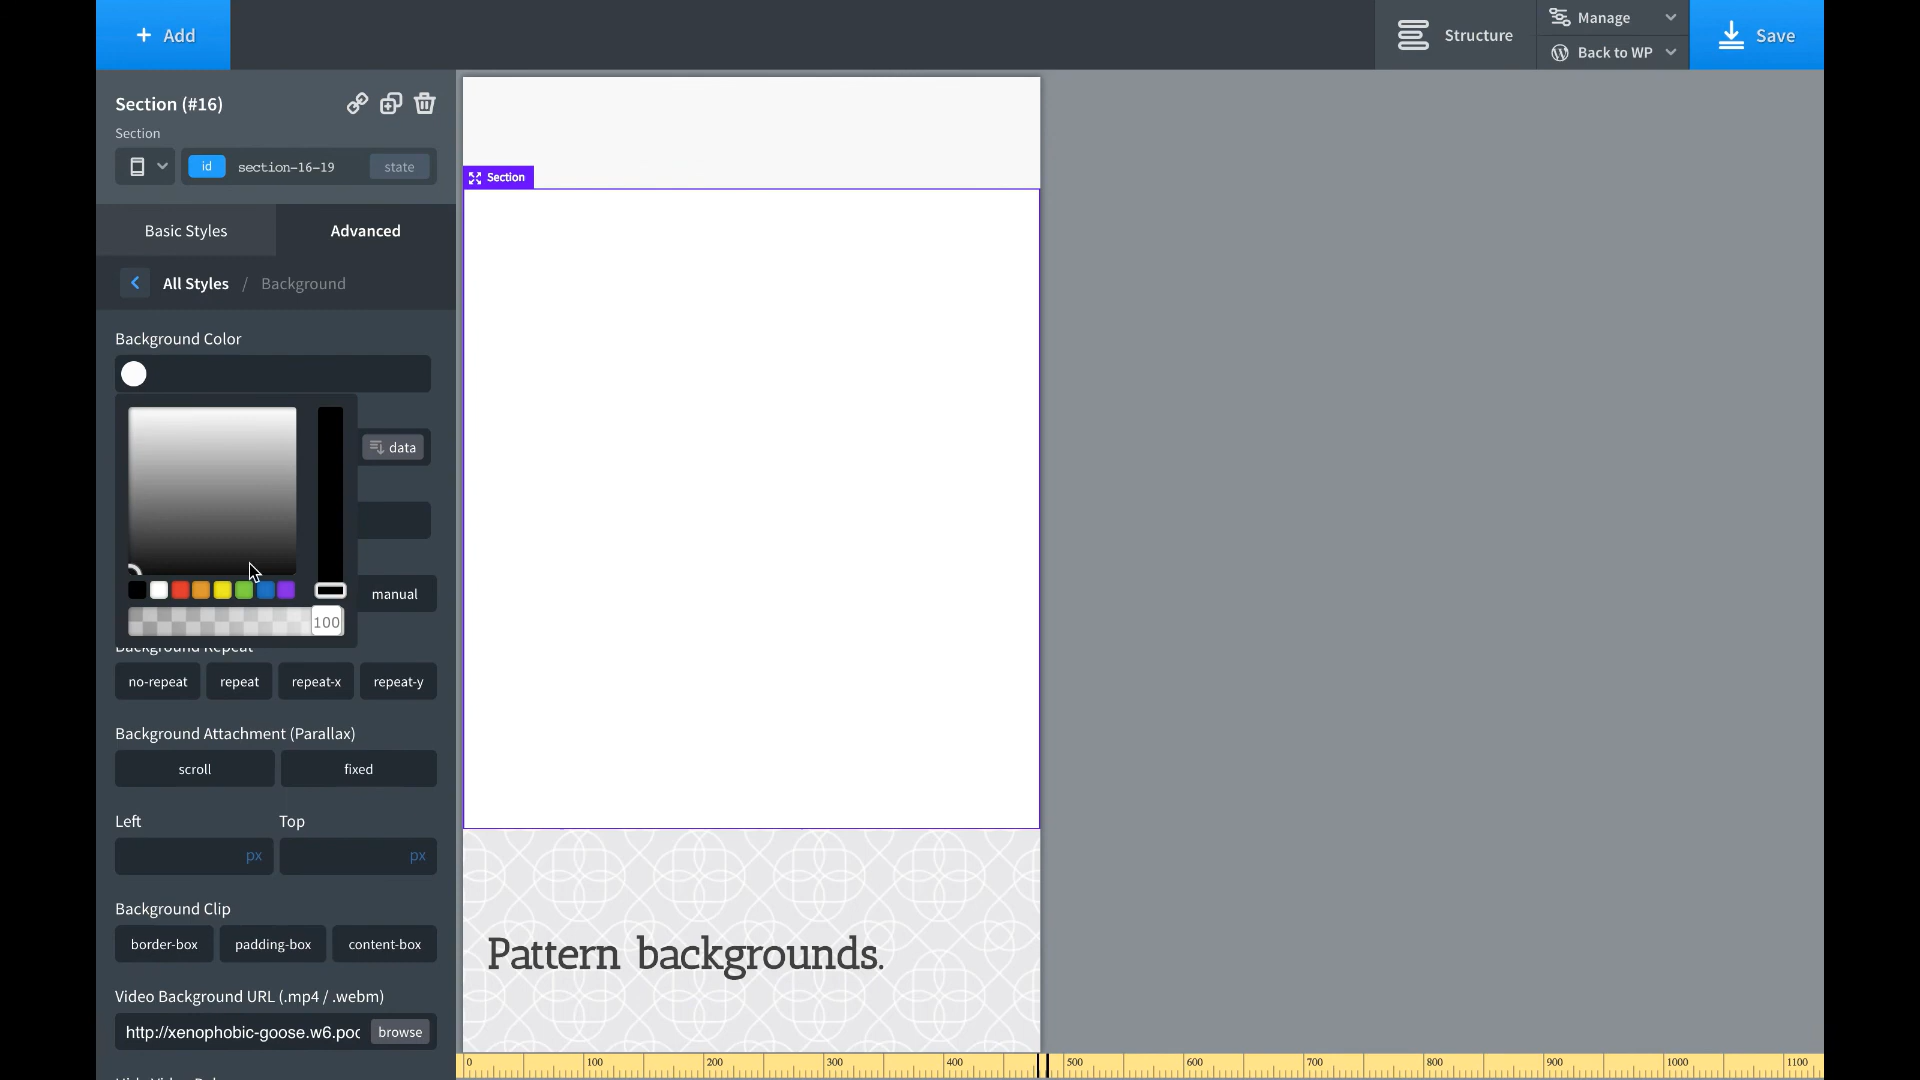 + Add
Structure
Manage
Back to WP
Save
Section (#16)
Section
id section-16-19 state
Section
Basic Styles Advanced
All Styles / Background
Background Color
data
100
manual
Background Repeat
no-repeat repeat repeat-x repeat-y
Background Attachment (Parallax)
scroll fixed
Left Top
px px
Background Clip
border-box padding-box content-box
Video Background URL (.mp4 / .webm)
http://xenophobic-goose.w6.poc browse
Pattern backgrounds.
0 100 200 300 400 500 600 700 800 900 1000 1100